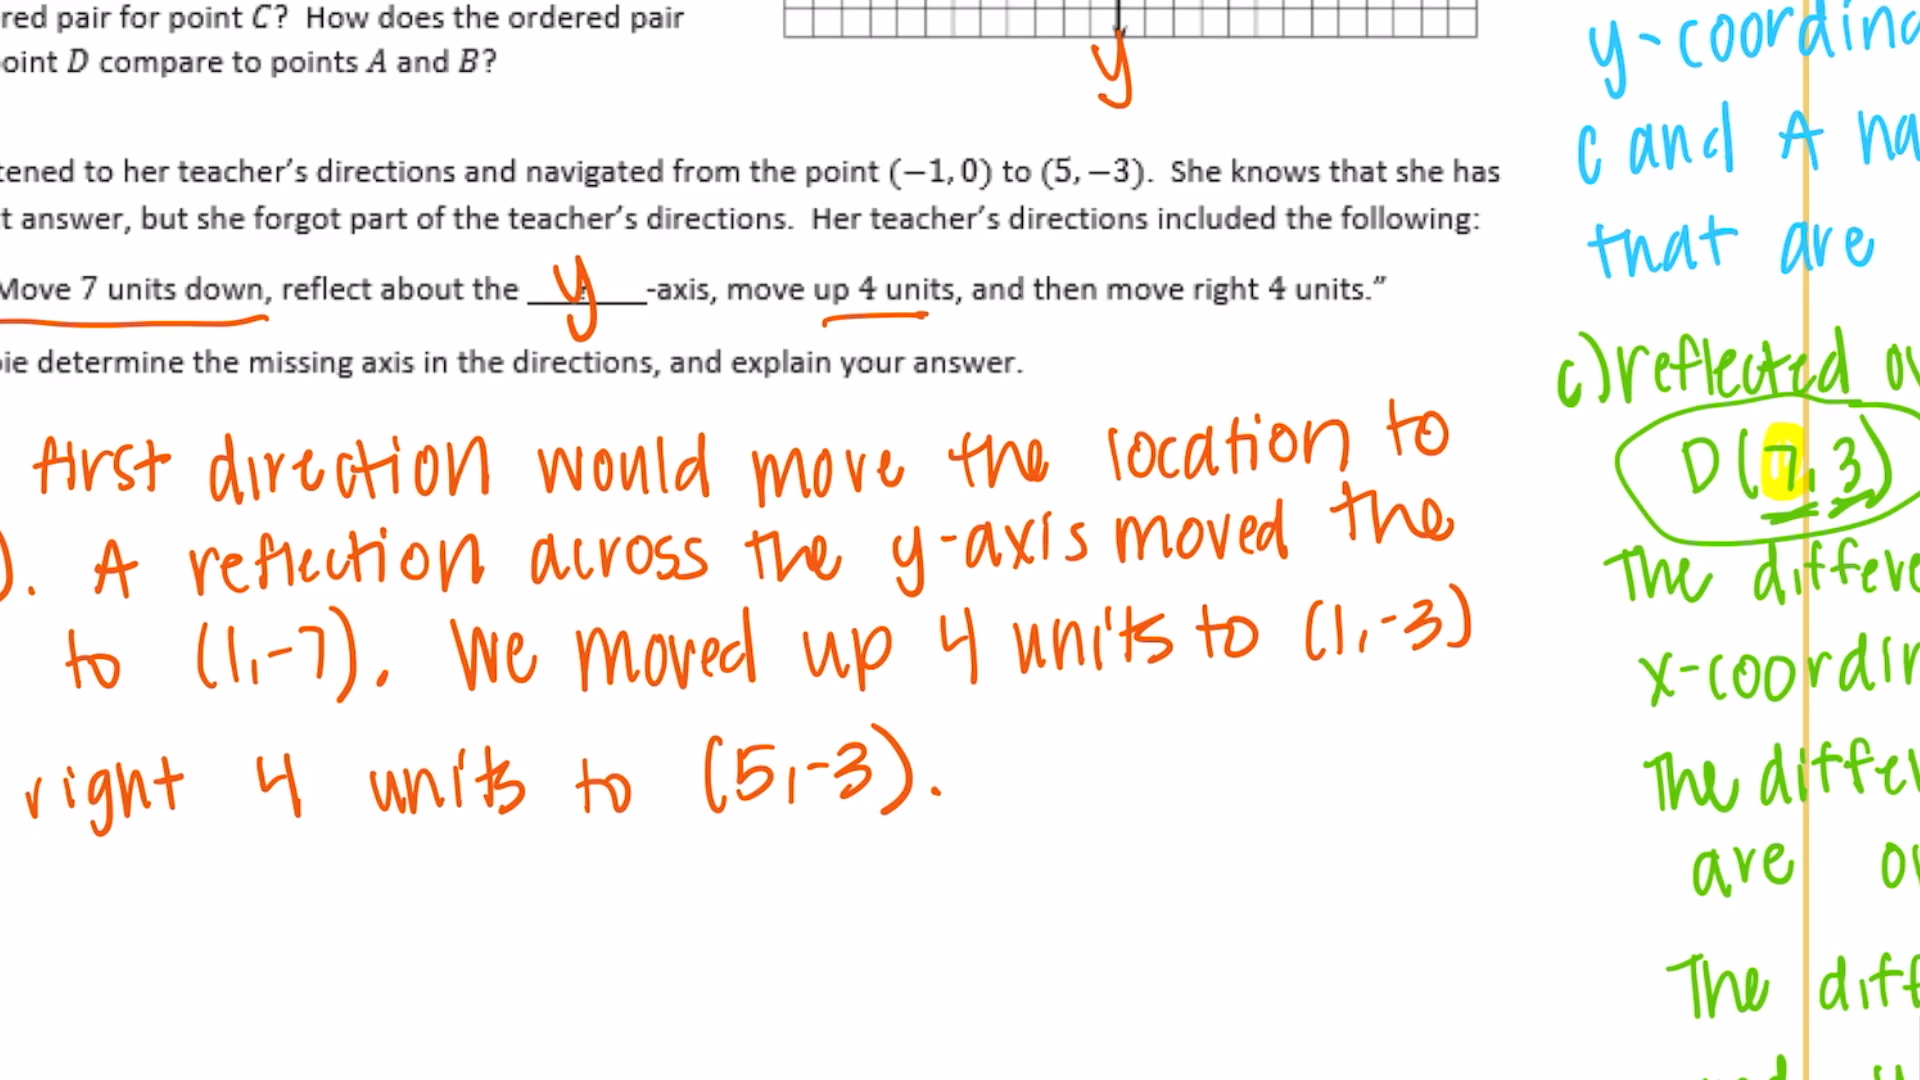 red pair for point C? How does the ordered pair
oint D compare to points A and B?
y
tened to her teacher's directions and navigated from the point (−1, 0) to (5, −3). She knows that she has
t answer, but she forgot part of the teacher's directions. Her teacher's directions included the following:
Move 7 units down, reflect about the ___y___-axis, move up 4 units, and then move right 4 units."
ie determine the missing axis in the directions, and explain your answer.
first direction would move the location to
). A reflection across the y-axis moved the
to (1,-7). We moved up 4 units to (1,-3)
right 4 units to (5,-3).
y-coordina
C and A ha
that are
c) reflected ov
D(7,3)
The differe
x-coordin
The differ
are o
The diff